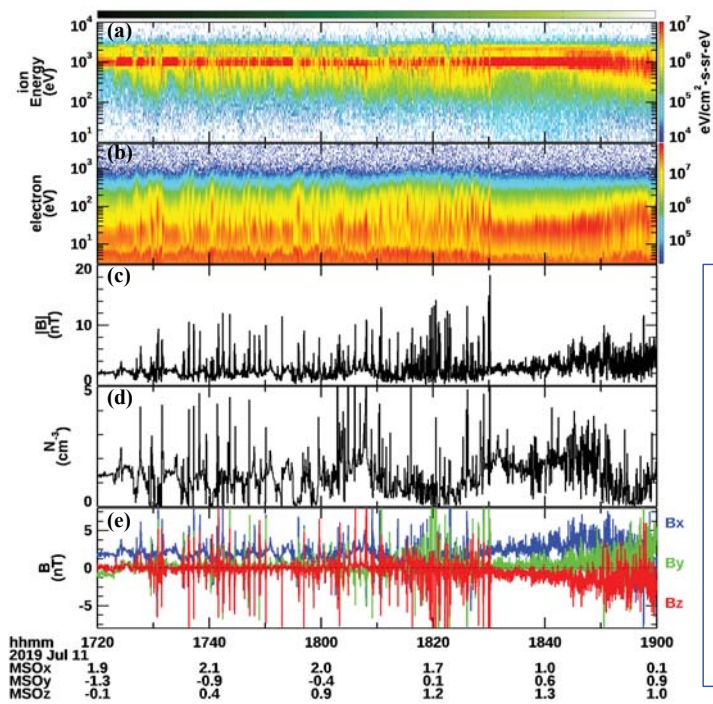 (a)
10⁴
10³
10²
10¹
ion
Energy
(eV)
10⁷
10⁶
10⁵
10⁴
eV/cm²-s-sr-eV
(b)
10³
10²
10¹
electron
(eV)
10⁷
10⁶
10⁵
(c)
20
10
0
|B|
(nT)
(d)
5
0
N⁻³
(cm⁻³)
(e)
5
0
-5
B
(nT)
Bx
By
Bz
hhmm 1720 1740 1800 1820 1840 1900
2019 Jul 11
MSOx 1.9 2.1 2.0 1.7 1.0 0.1
MSOy -1.3 -0.9 -0.4 0.1 0.6 0.9
MSOz -0.1 0.4 0.9 1.2 1.3 1.0